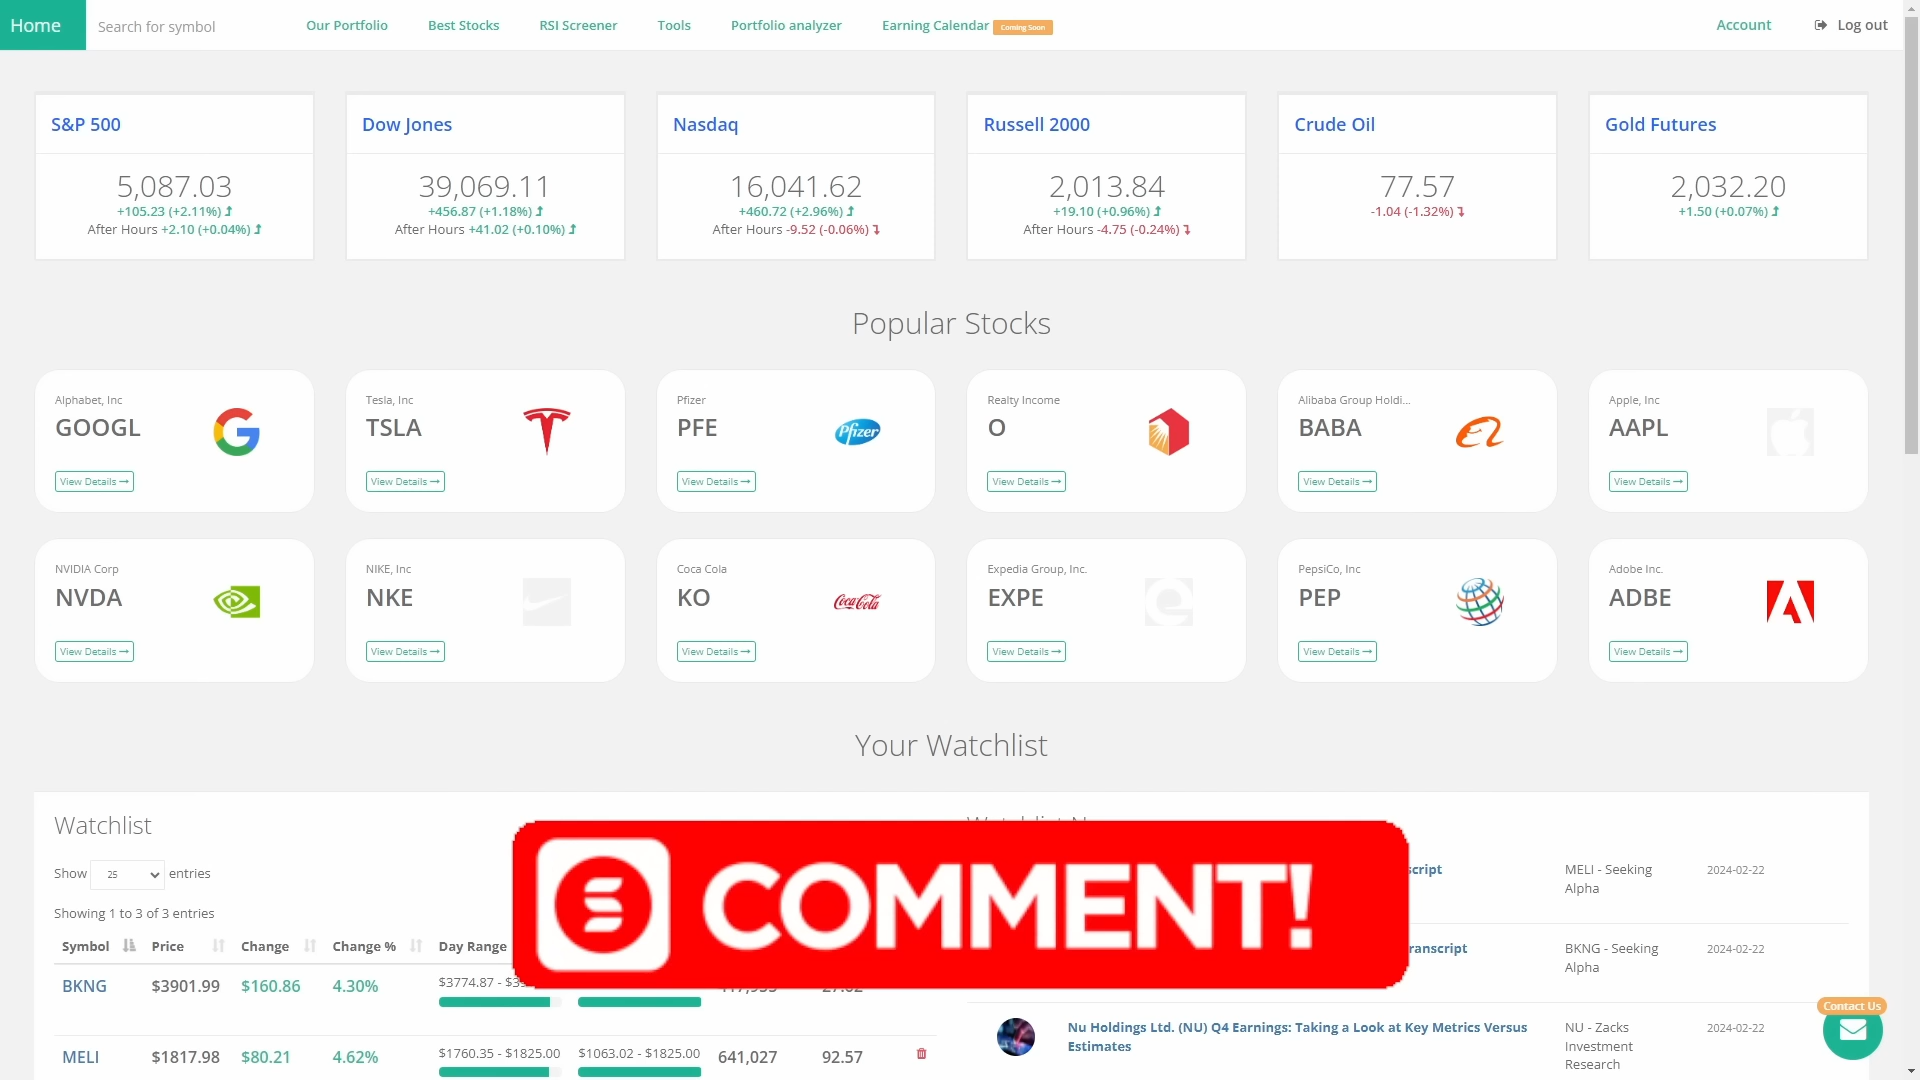 Home
Search for symbol
Our Portfolio
Best Stocks
RSI Screener
Tools
Portfolio analyzer
Earning Calendar Coming Soon
Account
Log out
S&P 500
5,087.03
+105.23 (+2.11%)
After Hours +2.10 (+0.04%)
Dow Jones
39,069.11
+456.87 (+1.18%)
After Hours +41.02 (+0.10%)
Nasdaq
16,041.62
+460.72 (+2.96%)
After Hours -9.52 (-0.06%)
Russell 2000
2,013.84
+19.10 (+0.96%)
After Hours -4.75 (-0.24%)
Crude Oil
77.57
-1.04 (-1.32%)
Gold Futures
2,032.20
+1.50 (+0.07%)
Popular Stocks
Alphabet, Inc
GOOGL
View Details
Tesla, Inc
TSLA
View Details
Pfizer
PFE
Pfizer
View Details
Realty Income
O
View Details
Alibaba Group Holdi...
BABA
View Details
Apple, Inc
AAPL
View Details
NVIDIA Corp
NVDA
View Details
NIKE, Inc
NKE
View Details
Coca Cola
KO
Coca-Cola
View Details
Expedia Group, Inc.
EXPE
View Details
PepsiCo, Inc
PEP
View Details
Adobe Inc.
ADBE
View Details
Your Watchlist
Watchlist
Show 25 entries
Showing 1 to 3 of 3 entries
Symbol Price Change Change % Day Range
BKNG $3901.99 $160.86 4.30% $3774.87 -
MELI $1817.98 $80.21 4.62% $1760.35 - $1825.00 $1063.02 - $1825.00 641,027 92.57
COMMENT!
script
MELI - Seeking
Alpha
2024-02-22
ranscript
BKNG - Seeking
Alpha
2024-02-22
Nu Holdings Ltd. (NU) Q4 Earnings: Taking a Look at Key Metrics Versus
Estimates
NU - Zacks
Investment
Research
2024-02-22
Contact Us